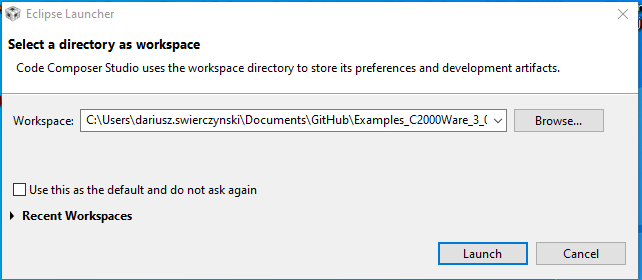 Eclipse Launcher
Select a directory as workspace
Code Composer Studio uses the workspace directory to store its preferences and development artifacts.
Workspace: C:\Users\dariusz.swierczynski\Documents\GitHub\Examples_C2000Ware_3_0 Browse...
Use this as the default and do not ask again
Recent Workspaces
Launch Cancel